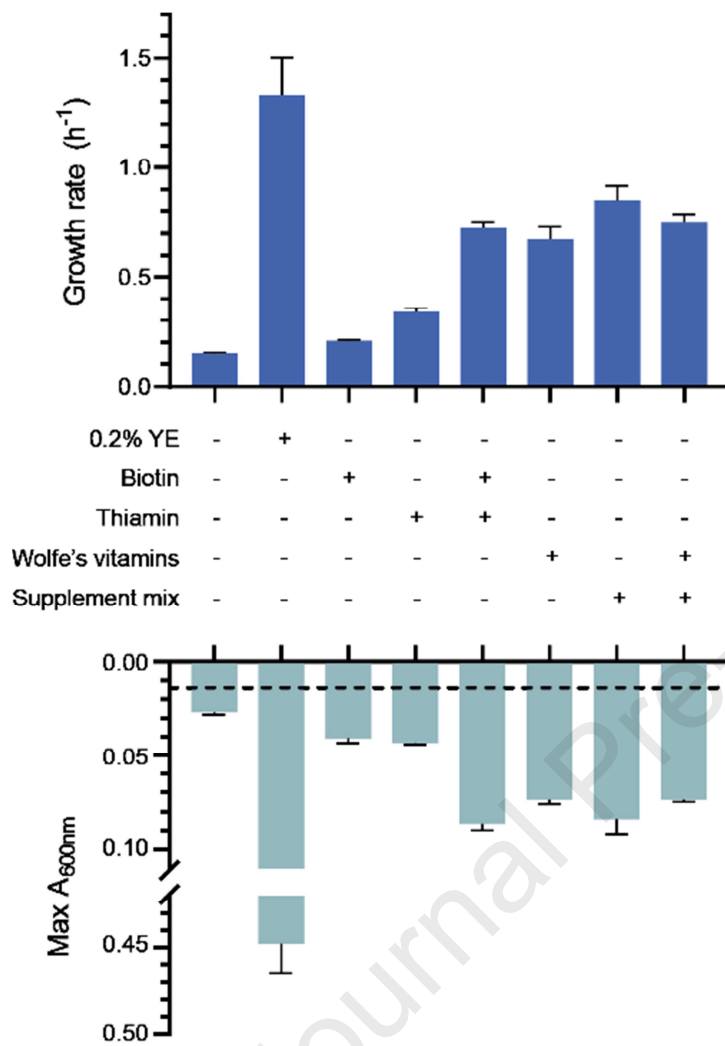 Growth rate (h⁻¹)
1.5
1.0
0.5
0.0
0.2% YE - + - - - - - -
Biotin - - + - + - - -
Thiamin - - - + + - - -
Wolfe's vitamins - - - - - + - +
Supplement mix - - - - - - + +
Max A600nm
0.00
0.05
0.10
0.45
0.50
Journal Pre